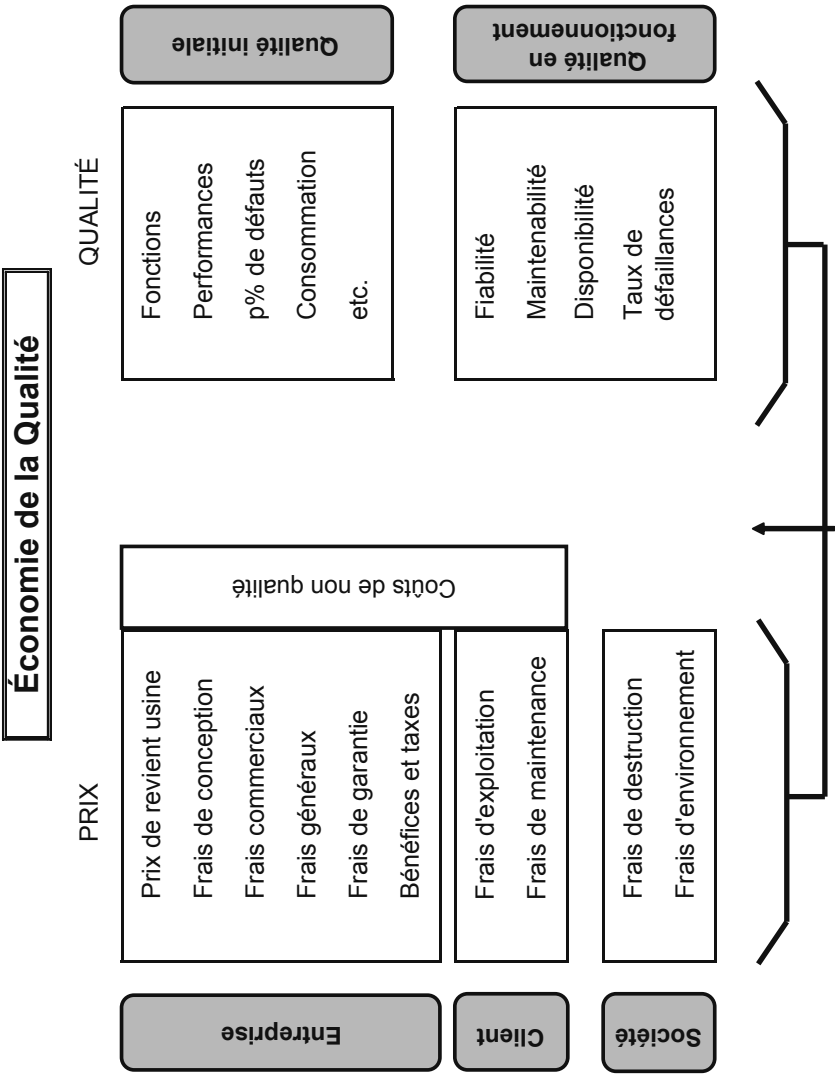 Économie de la Qualité
PRIX
QUALITÉ
Entreprise
Prix de revient usine
Frais de conception
Frais commerciaux
Frais généraux
Frais de garantie
Bénéfices et taxes
Client
Frais d'exploitation
Frais de maintenance
Société
Frais de destruction
Frais d'environnement
Coûts de non qualité
Fonctions
Performances
p% de défauts
Consommation
etc.
Qualité initiale
Fiabilité
Maintenabilité
Disponibilité
Taux de
défaillances
Qualité en
fonctionnement